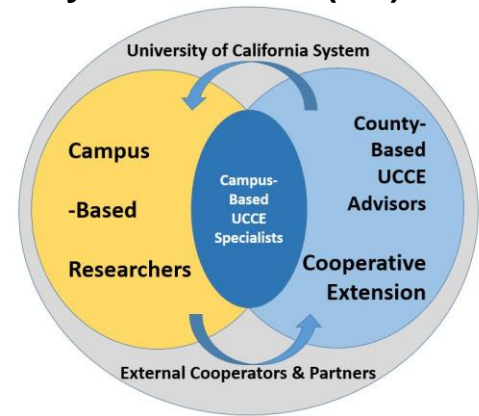 University of California System
Campus
-Based
Researchers
Campus-
Based
UCCE
Specialists
County-
Based
UCCE
Advisors
Cooperative
Extension
External Cooperators & Partners